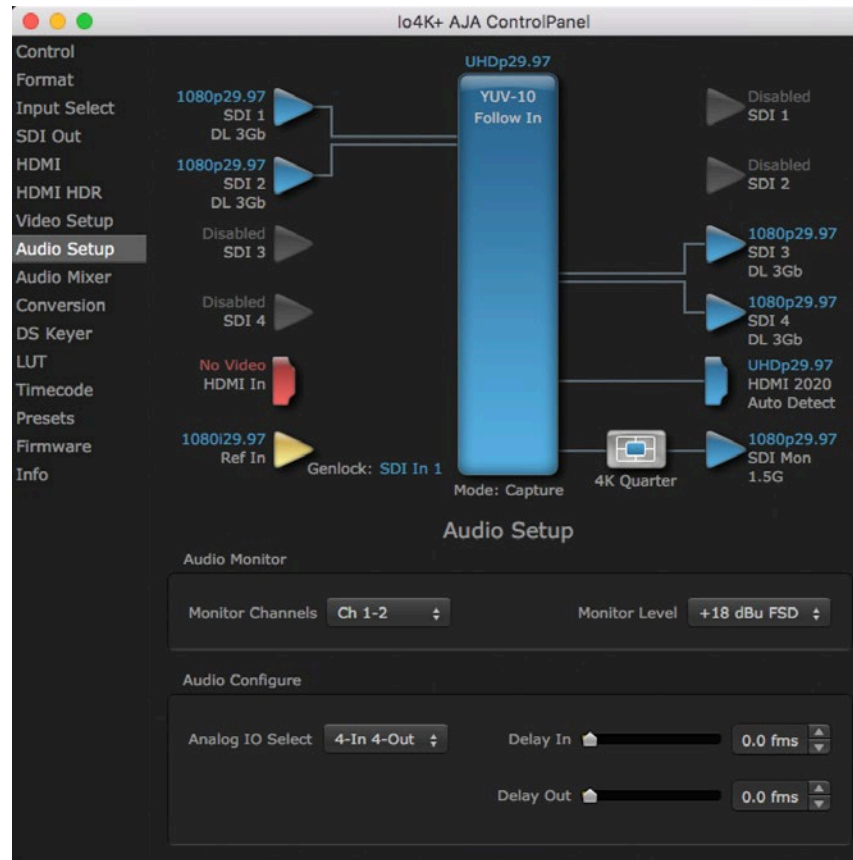 Io4K+ AJA ControlPanel
Control
Format
Input Select
SDI Out
HDMI
HDMI HDR
Video Setup
Audio Setup
Audio Mixer
Conversion
DS Keyer
LUT
Timecode
Presets
Firmware
Info
1080p29.97
SDI 1
DL 3Gb
1080p29.97
SDI 2
DL 3Gb
Disabled
SDI 3
Disabled
SDI 4
No Video
HDMI In
1080i29.97
Ref In
Genlock: SDI In 1
UHDp29.97
YUV-10
Follow In
Mode: Capture
4K Quarter
Disabled
SDI 1
Disabled
SDI 2
1080p29.97
SDI 3
DL 3Gb
1080p29.97
SDI 4
DL 3Gb
UHDp29.97
HDMI 2020
Auto Detect
1080p29.97
SDI Mon
1.5G
Audio Setup
Audio Monitor
Monitor Channels Ch 1-2 Monitor Level +18 dBu FSD
Audio Configure
Analog IO Select 4-In 4-Out Delay In 0.0 fms
Delay Out 0.0 fms